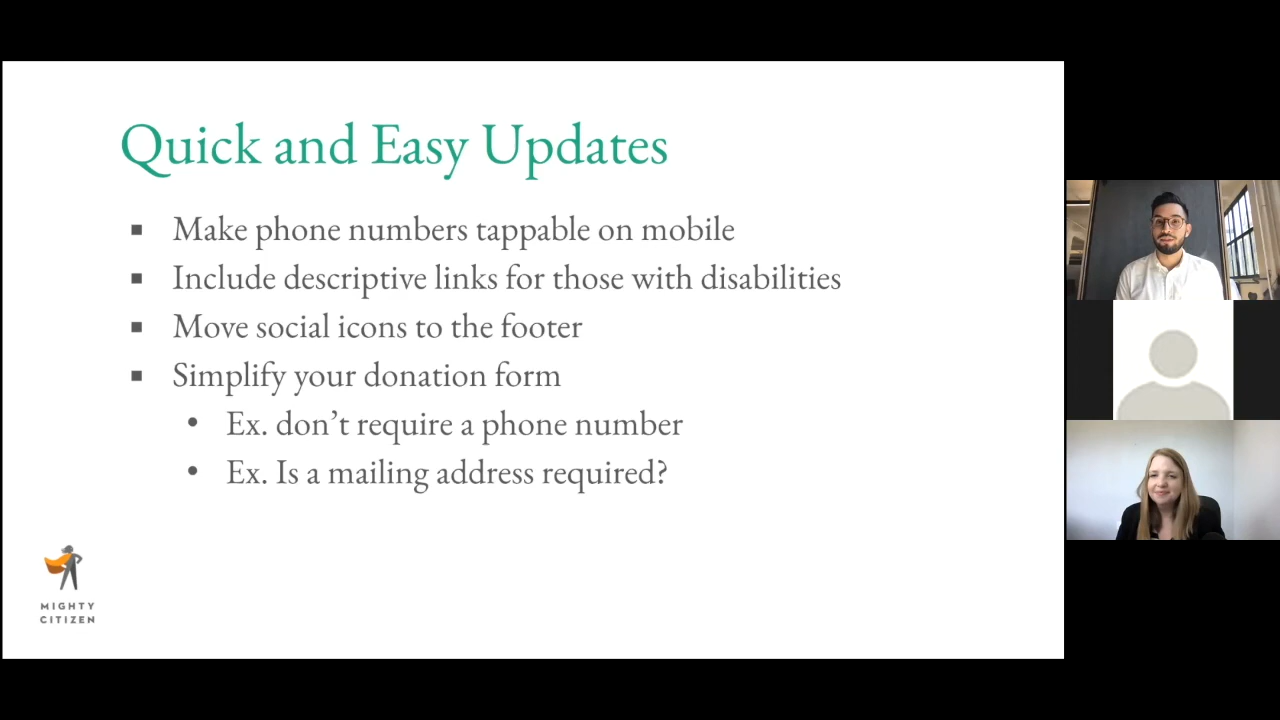 Quick and Easy Updates
▪ Make phone numbers tappable on mobile
▪ Include descriptive links for those with disabilities
▪ Move social icons to the footer
▪ Simplify your donation form
• Ex. don’t require a phone number
• Ex. Is a mailing address required?
MIGHTY
CITIZEN